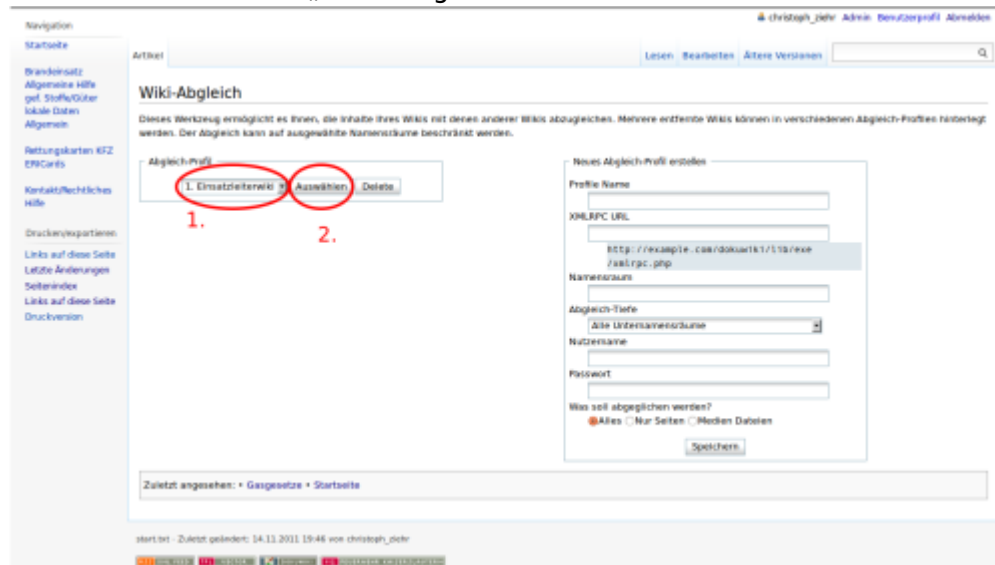 christoph_ziehr Admin Benutzerprofil Abmelden
Navigation
Startseite
Brandeinsatz
Allgemeine Hilfe
gef. Stoffe/Güter
lokale Daten
Allgemein
Rettungskarten KFZ
ERICards
Kontakt/Rechtliches
Hilfe
Drucken/exportieren
Links auf diese Seite
Letzte Änderungen
Seitenindex
Links auf diese Seite
Druckversion
Artikel
Lesen Bearbeiten Ältere Versionen
Wiki-Abgleich
Dieses Werkzeug ermöglicht es Ihnen, die Inhalte Ihres Wikis mit denen anderer Wikis abzugleichen. Mehrere entfernte Wikis können in verschiedenen Abgleich-Profilen hinterlegt
werden. Der Abgleich kann auf ausgewählte Namensräume beschränkt werden.
Abgleich-Profil
1. Einsatzleiterwiki Auswählen Delete
1.
2.
Neues Abgleich-Profil erstellen
Profile Name
XMLRPC URL
http://example.com/dokuwiki/lib/exe
/xmlrpc.php
Namensraum
Abgleich-Tiefe
Alle Unternamensräume
Nutzername
Passwort
Was soll abgeglichen werden?
Alles Nur Seiten Medien Dateien
Speichern
Zuletzt angesehen: • Gasgesetze • Startseite
start.txt · Zuletzt geändert: 14.11.2011 19:46 von christoph_ziehr